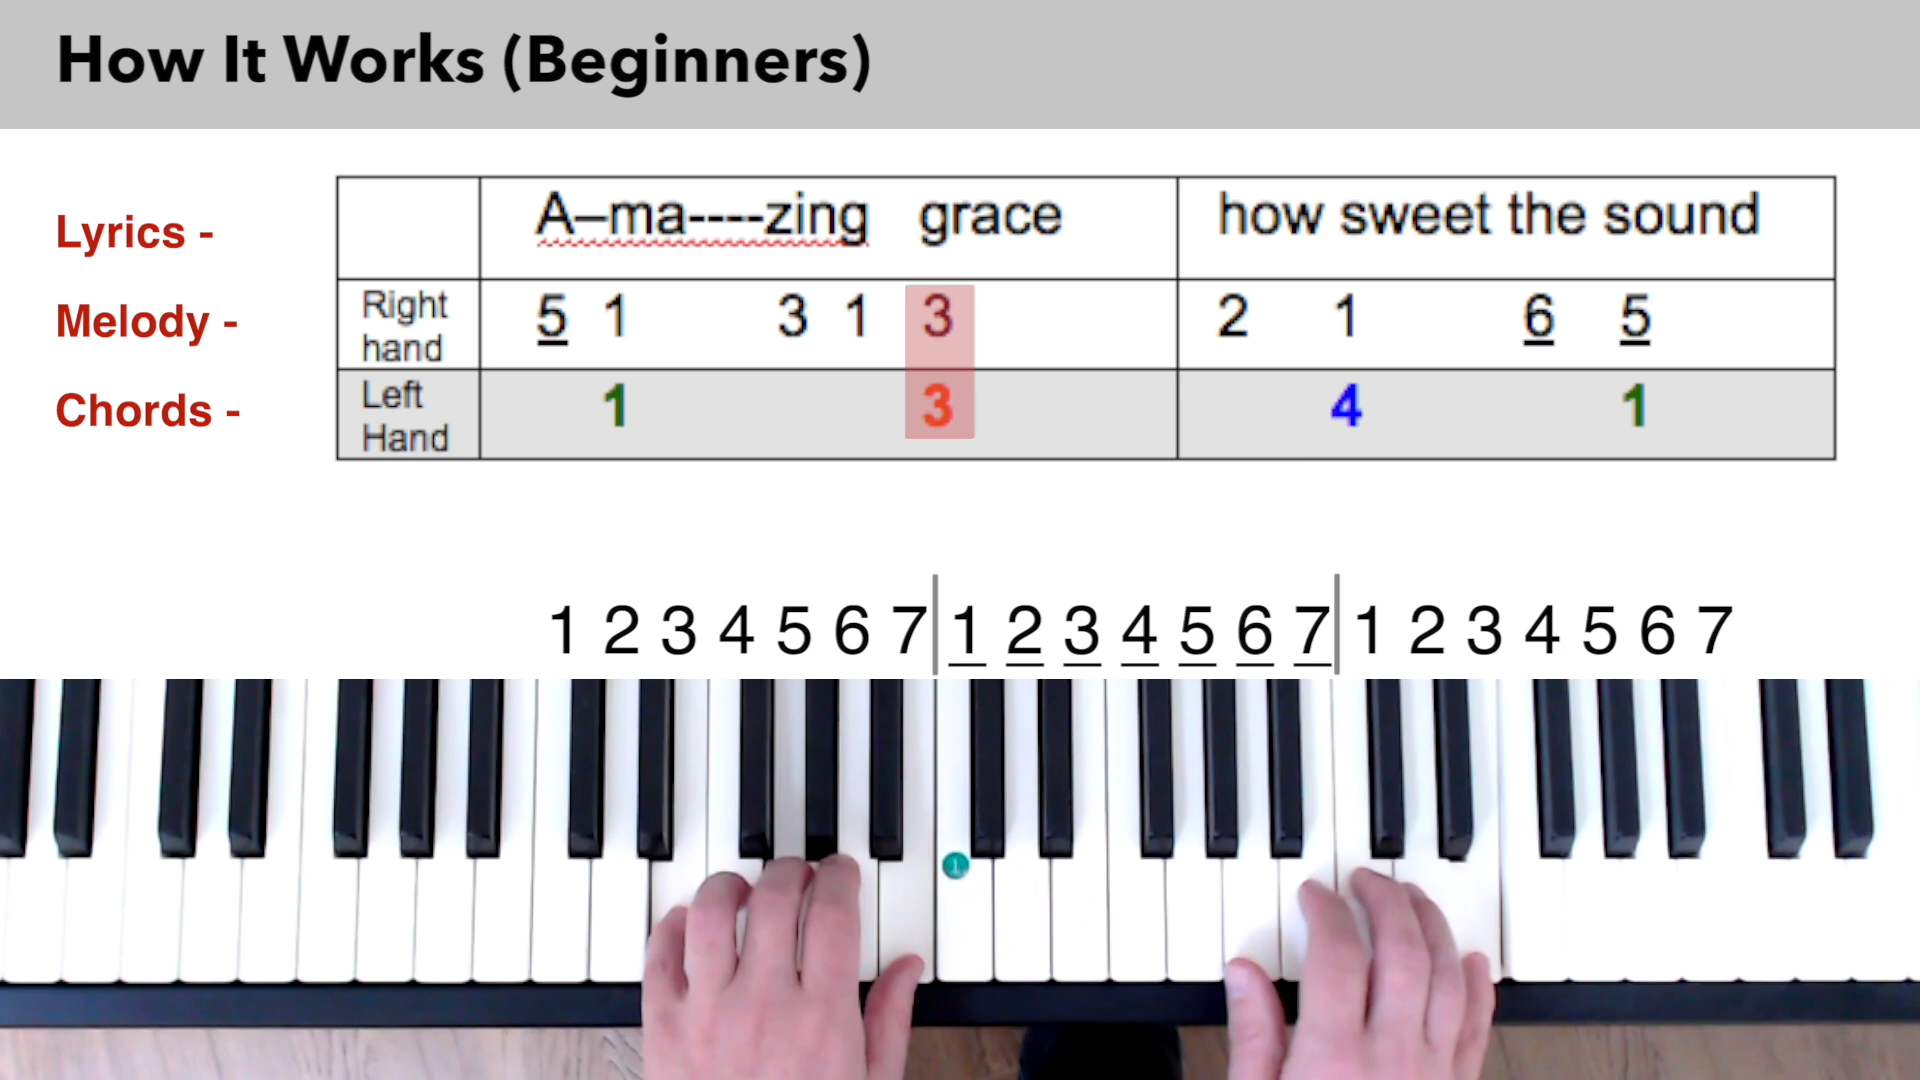 How It Works (Beginners)
Lyrics - A–ma----zing grace how sweet the sound
Melody - Right hand 5 1 3 1 3 2 1 6 5
Chords - Left Hand 1 3 4 1
1 2 3 4 5 6 7 1 2 3 4 5 6 7 1 2 3 4 5 6 7
1